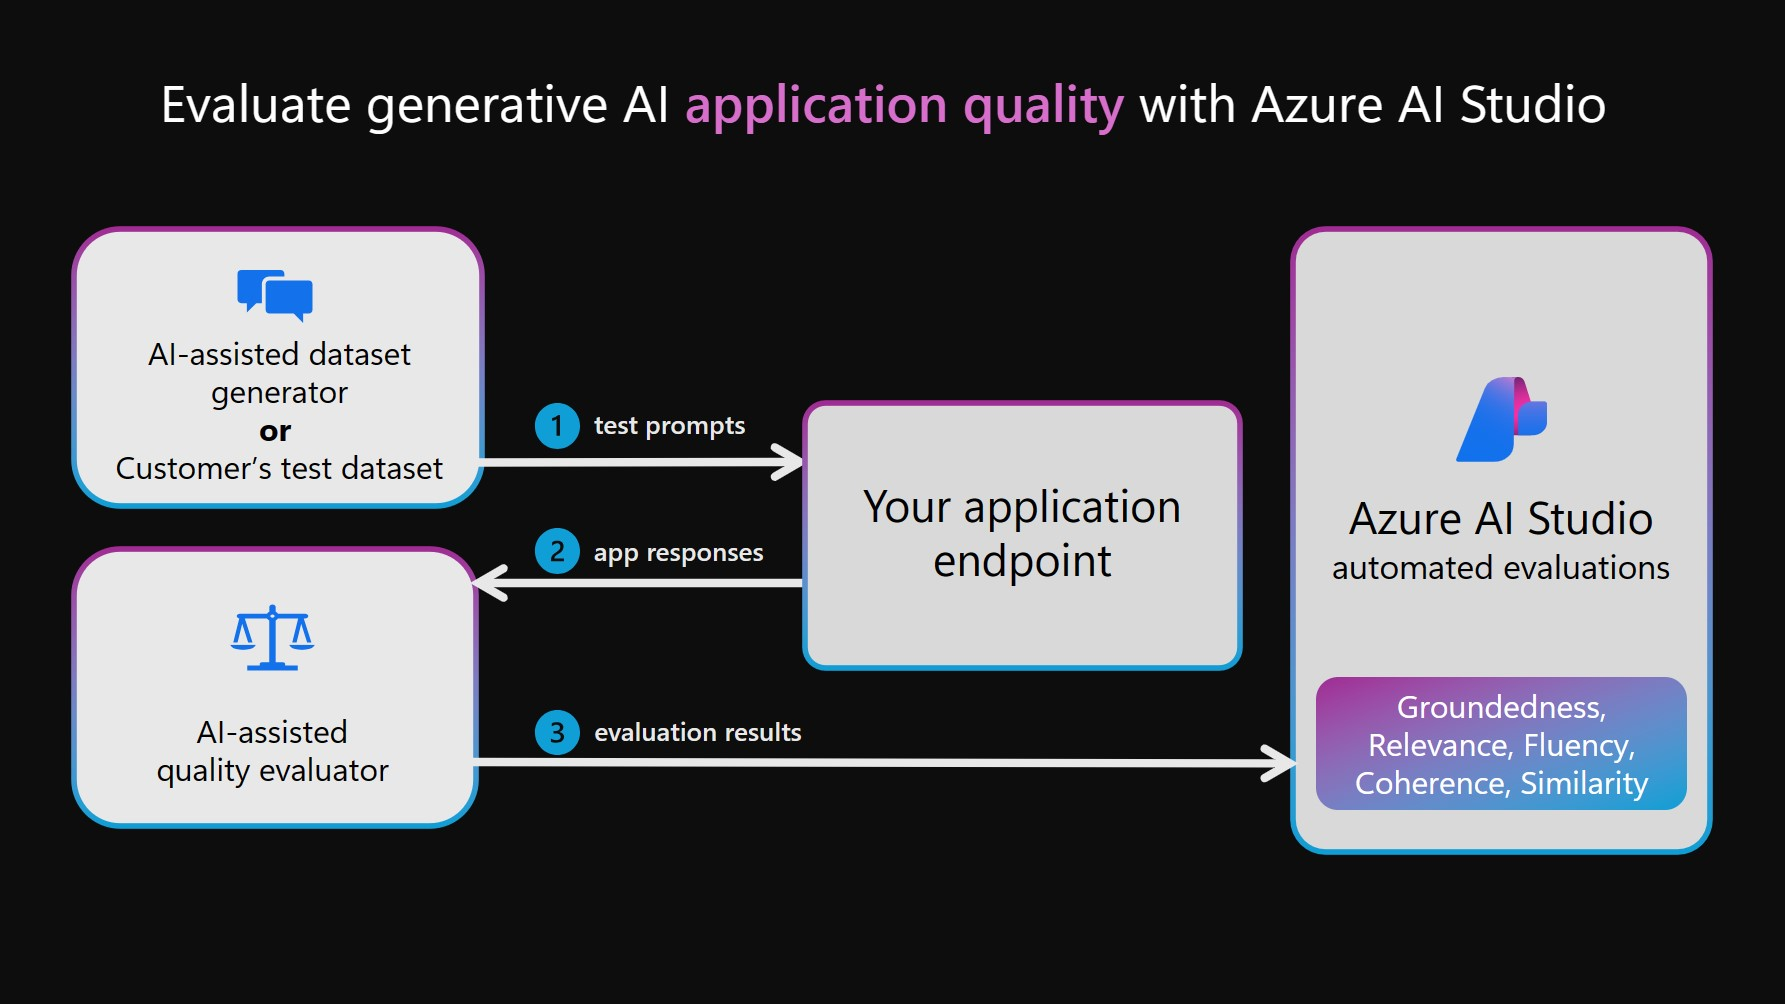 Evaluate generative AI application quality with Azure AI Studio
AI-assisted dataset
generator
or
Customer’s test dataset
1 test prompts
Your application
endpoint
2 app responses
AI-assisted
quality evaluator
3 evaluation results
Azure AI Studio
automated evaluations
Groundedness,
Relevance, Fluency,
Coherence, Similarity